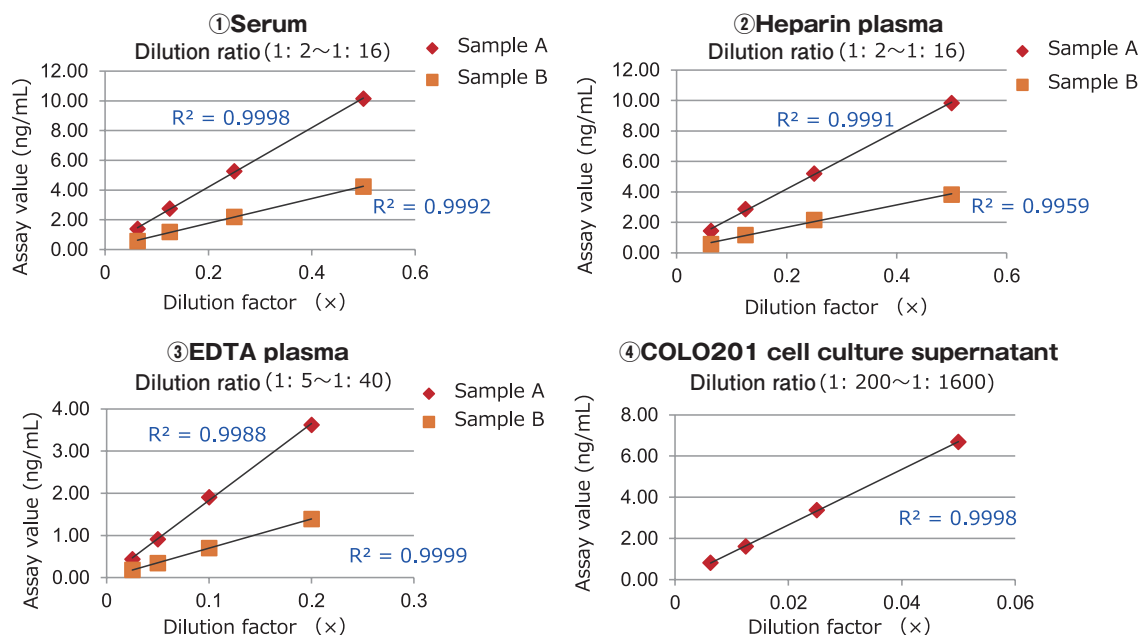 ①Serum
Dilution ratio (1: 2～1: 16)
Sample A
Sample B
Assay value (ng/mL)
12.00
10.00
8.00
6.00
4.00
2.00
0.00
R² = 0.9998
R² = 0.9992
0 0.2 0.4 0.6
Dilution factor （×）
②Heparin plasma
Dilution ratio (1: 2～1: 16)
Sample A
Sample B
Assay value (ng/mL)
12.00
10.00
8.00
6.00
4.00
2.00
0.00
R² = 0.9991
R² = 0.9959
0 0.2 0.4 0.6
Dilution factor （×）
③EDTA plasma
Dilution ratio (1: 5～1: 40)
Sample A
Sample B
Assay value (ng/mL)
4.00
3.00
2.00
1.00
0.00
R² = 0.9988
R² = 0.9999
0 0.1 0.2 0.3
Dilution factor （×）
④COLO201 cell culture supernatant
Dilution ratio (1: 200～1: 1600)
Assay value (ng/mL)
8.00
6.00
4.00
2.00
0.00
R² = 0.9998
0 0.02 0.04 0.06
Dilution factor （×）